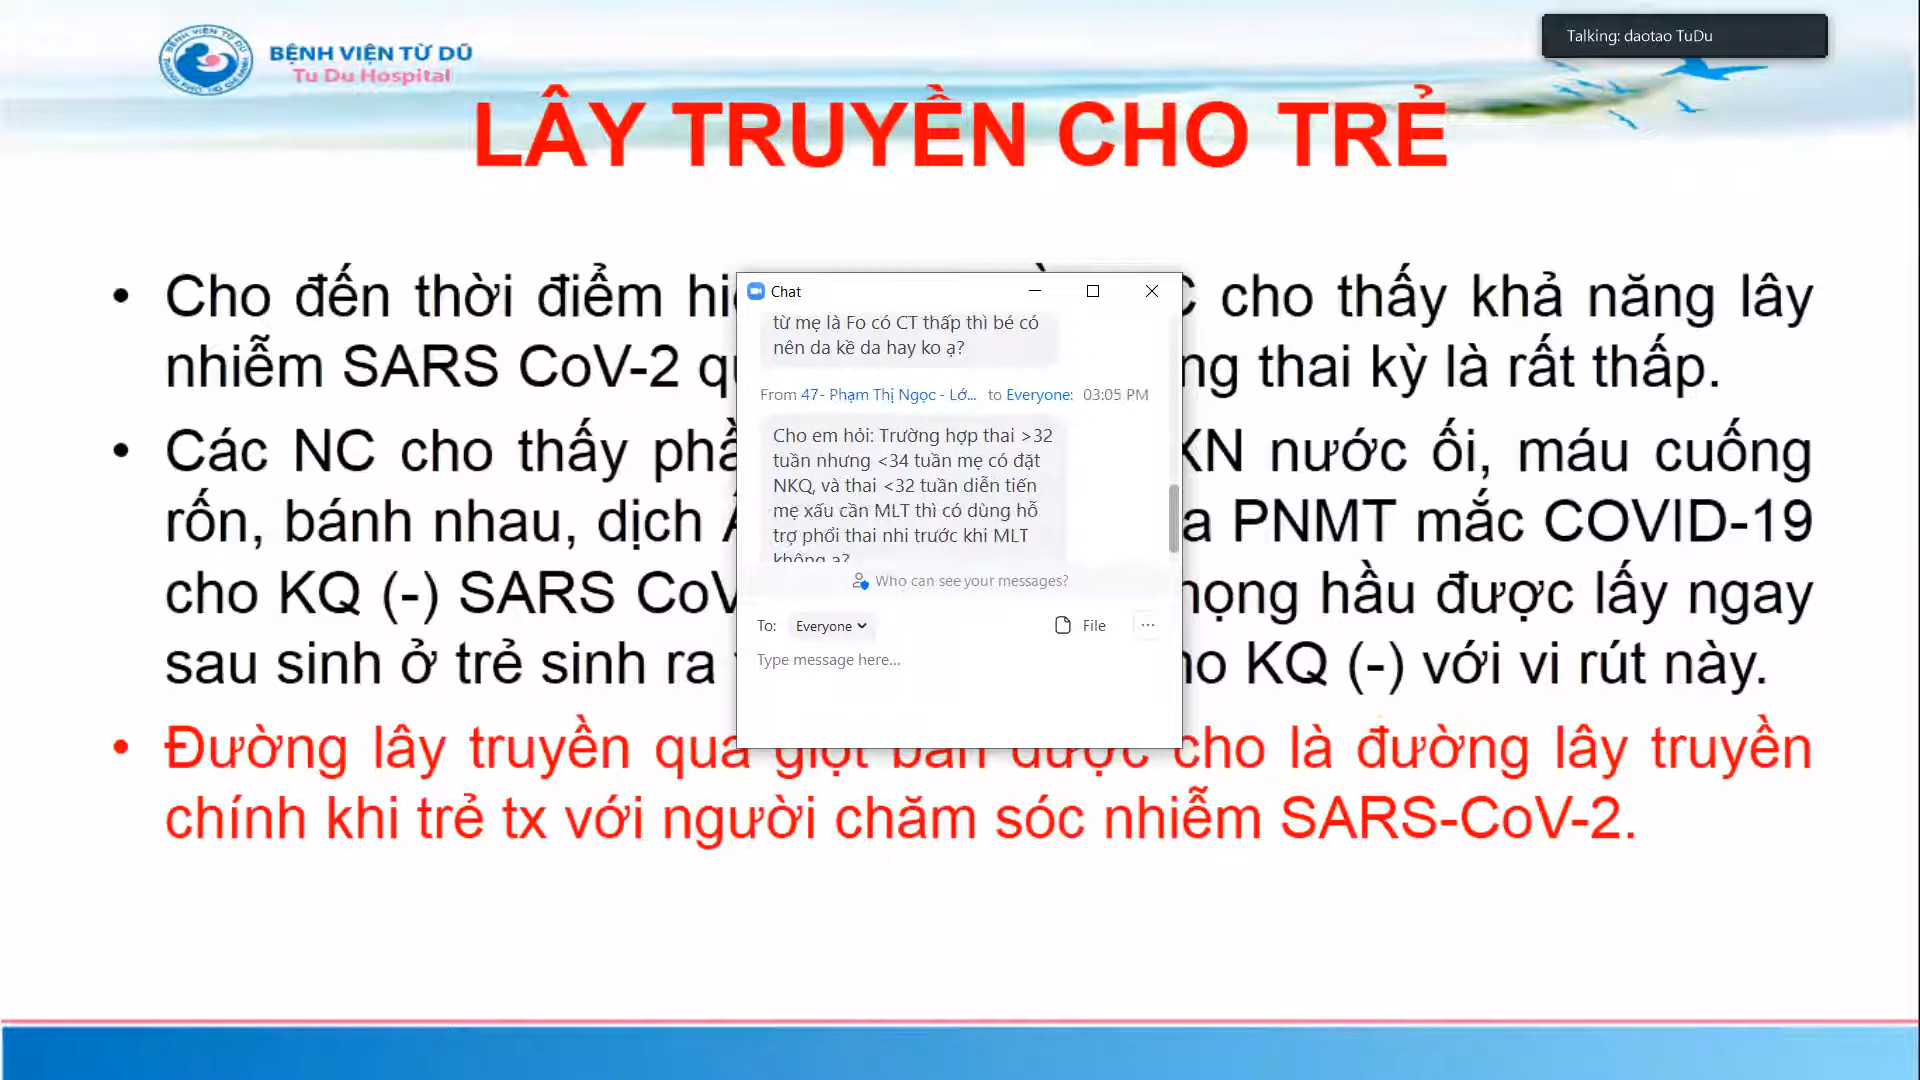 BỆNH VIỆN TỪ DŨ
Tu Du Hospital
Talking: daotao TuDu
LÂY TRUYỀN CHO TRẺ
• Cho đến thời điểm
cho thấy khả năng lây
nhiễm SARS CoV-2
thai kỳ là rất thấp.
• Các NC cho thấy
XN nước ối, máu cuống
rốn, bánh nhau, dịch
PNMT mắc COVID-19
cho KQ (-) SARS
hầu được lấy ngay
sau sinh ở trẻ sinh ra
KQ (-) với vi rút này.
• Đường lây truyền qua giọt bắn được cho là đường lây truyền
chính khi trẻ tx với người chăm sóc nhiễm SARS-CoV-2.
Chat
từ mẹ là Fo có CT thấp thì bé có
nên da kề da hay ko ạ?
From 47- Phạm Thị Ngọc - Lớ... to Everyone: 03:05 PM
Cho em hỏi: Trường hợp thai >32
tuần nhưng <34 tuần mẹ có đặt
NKQ, và thai <32 tuần diễn tiến
mẹ xấu cần MLT thì có dùng hỗ
trợ phổi thai nhi trước khi MLT
không ạ?
Who can see your messages?
To: Everyone
File
Type message here...